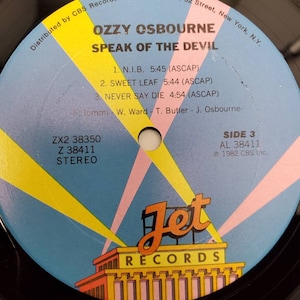 Distributed by CBS Records
52 Street, New York, N.Y.
OZZY OSBOURNE
SPEAK OF THE DEVIL
1. N.I.B. 5:45 (ASCAP)
2. SWEET LEAF 5:44 (ASCAP)
3. NEVER SAY DIE 4:54 (ASCAP)
Iommi - W. Ward - T. Butler - J. Osbourne
ZX2 38350
Z 38411
STEREO
SIDE 3
AL 38411
℗ 1982 CBS Inc.
Jet
RECORDS